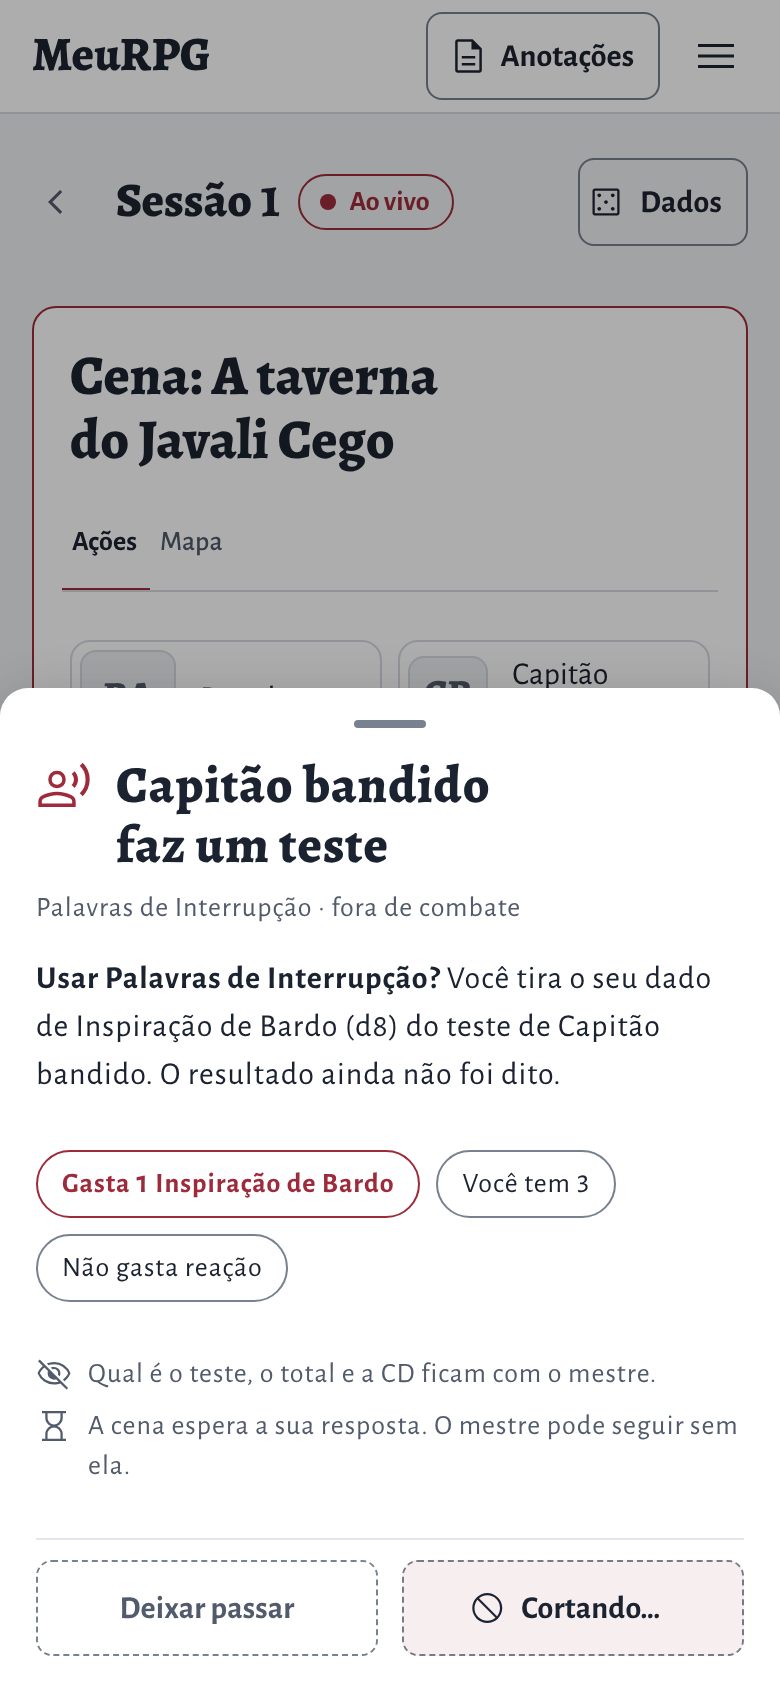 MeuRPG
Anotações
Sessão 1
Ao vivo
Dados
Cena: A taverna
do Javali Cego
Ações
Mapa
Capitão
Capitão bandido
faz um teste
Palavras de Interrupção · fora de combate
Usar Palavras de Interrupção? Você tira o seu dado
de Inspiração de Bardo (d8) do teste de Capitão
bandido. O resultado ainda não foi dito.
Gasta 1 Inspiração de Bardo
Você tem 3
Não gasta reação
Qual é o teste, o total e a CD ficam com o mestre.
A cena espera a sua resposta. O mestre pode seguir sem
ela.
Deixar passar
Cortando...